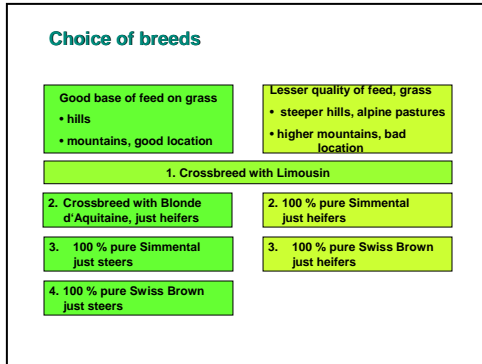 Choice of breeds
Good base of feed on grass
• hills
• mountains, good location
Lesser quality of feed, grass
• steeper hills, alpine pastures
• higher mountains, bad
location
1. Crossbreed with Limousin
2. Crossbreed with Blonde
d'Aquitaine, just heifers
2. 100 % pure Simmental
just heifers
3. 100 % pure Simmental
just steers
3. 100 % pure Swiss Brown
just heifers
4. 100 % pure Swiss Brown
just steers